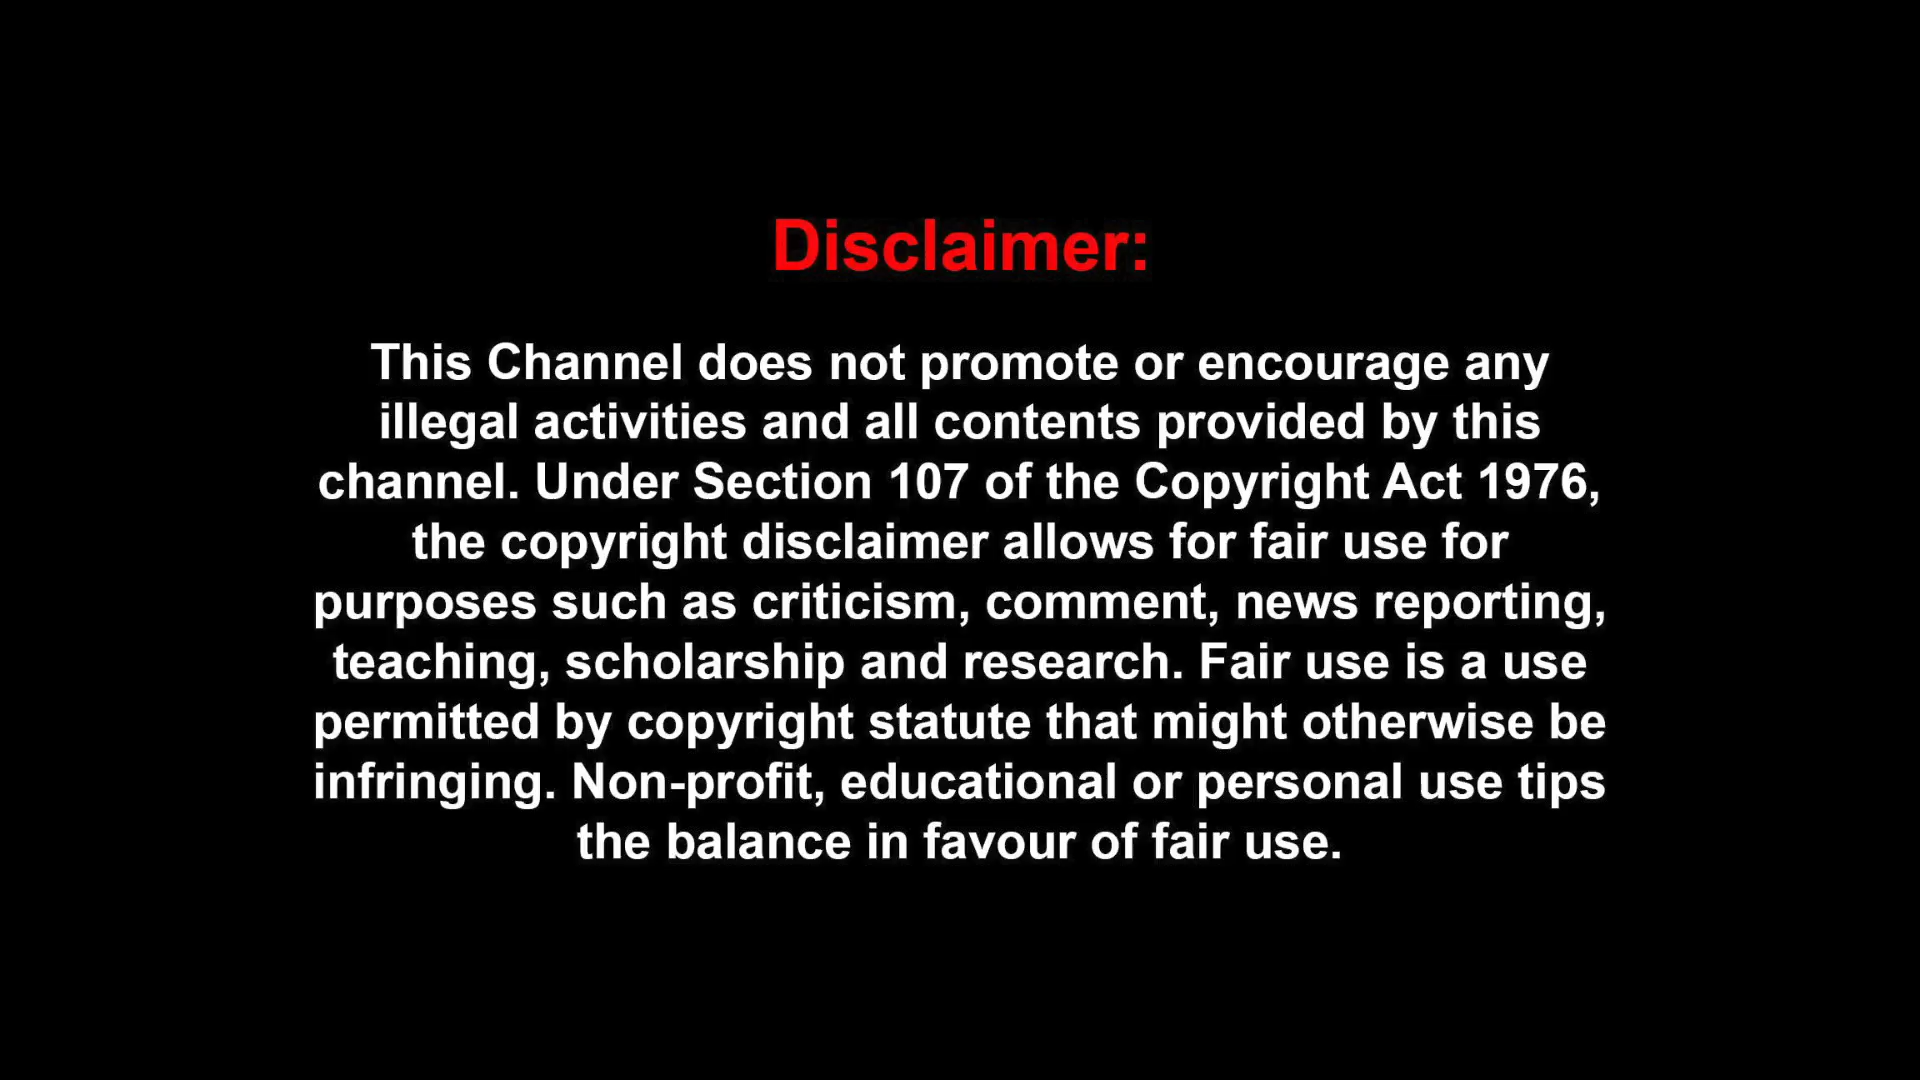 Disclaimer:
This Channel does not promote or encourage any
illegal activities and all contents provided by this
channel. Under Section 107 of the Copyright Act 1976,
the copyright disclaimer allows for fair use for
purposes such as criticism, comment, news reporting,
teaching, scholarship and research. Fair use is a use
permitted by copyright statute that might otherwise be
infringing. Non-profit, educational or personal use tips
the balance in favour of fair use.